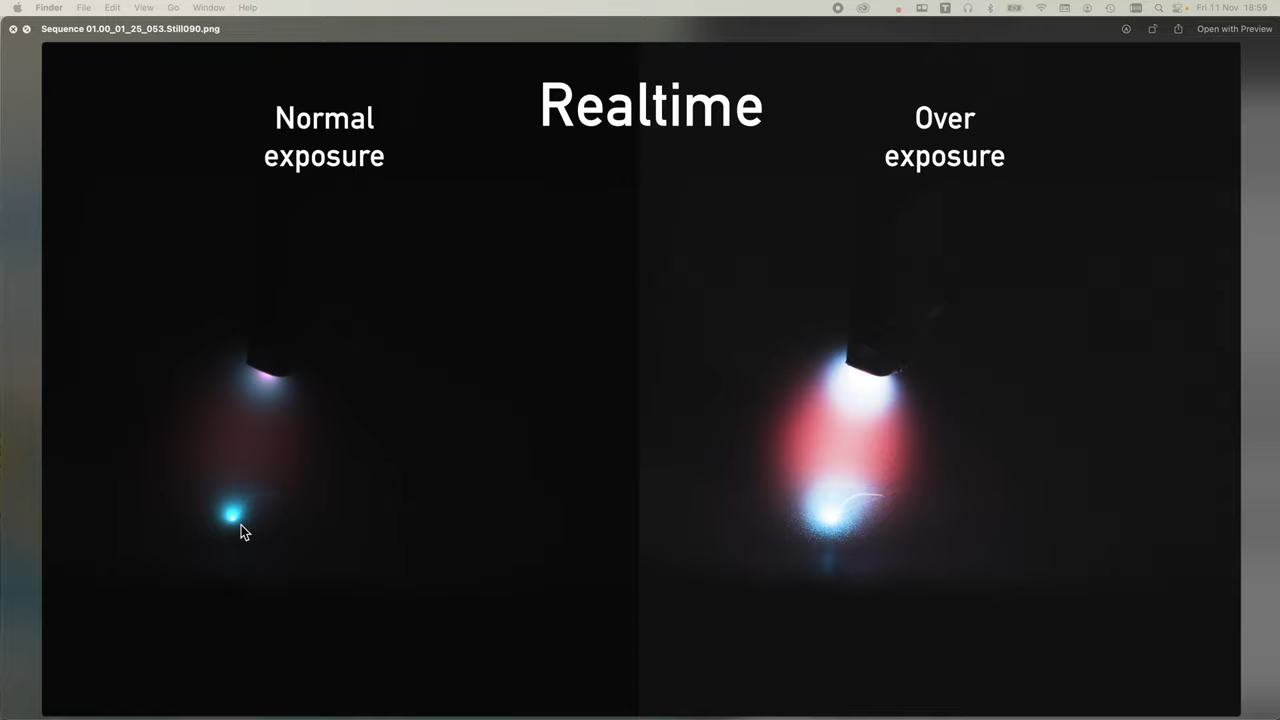 Finder File Edit View Go Window Help
Fri 11 Nov 18:59
Sequence 01.00_01_25_053.Still090.png
Open with Preview
Realtime
Normal
exposure
Over
exposure